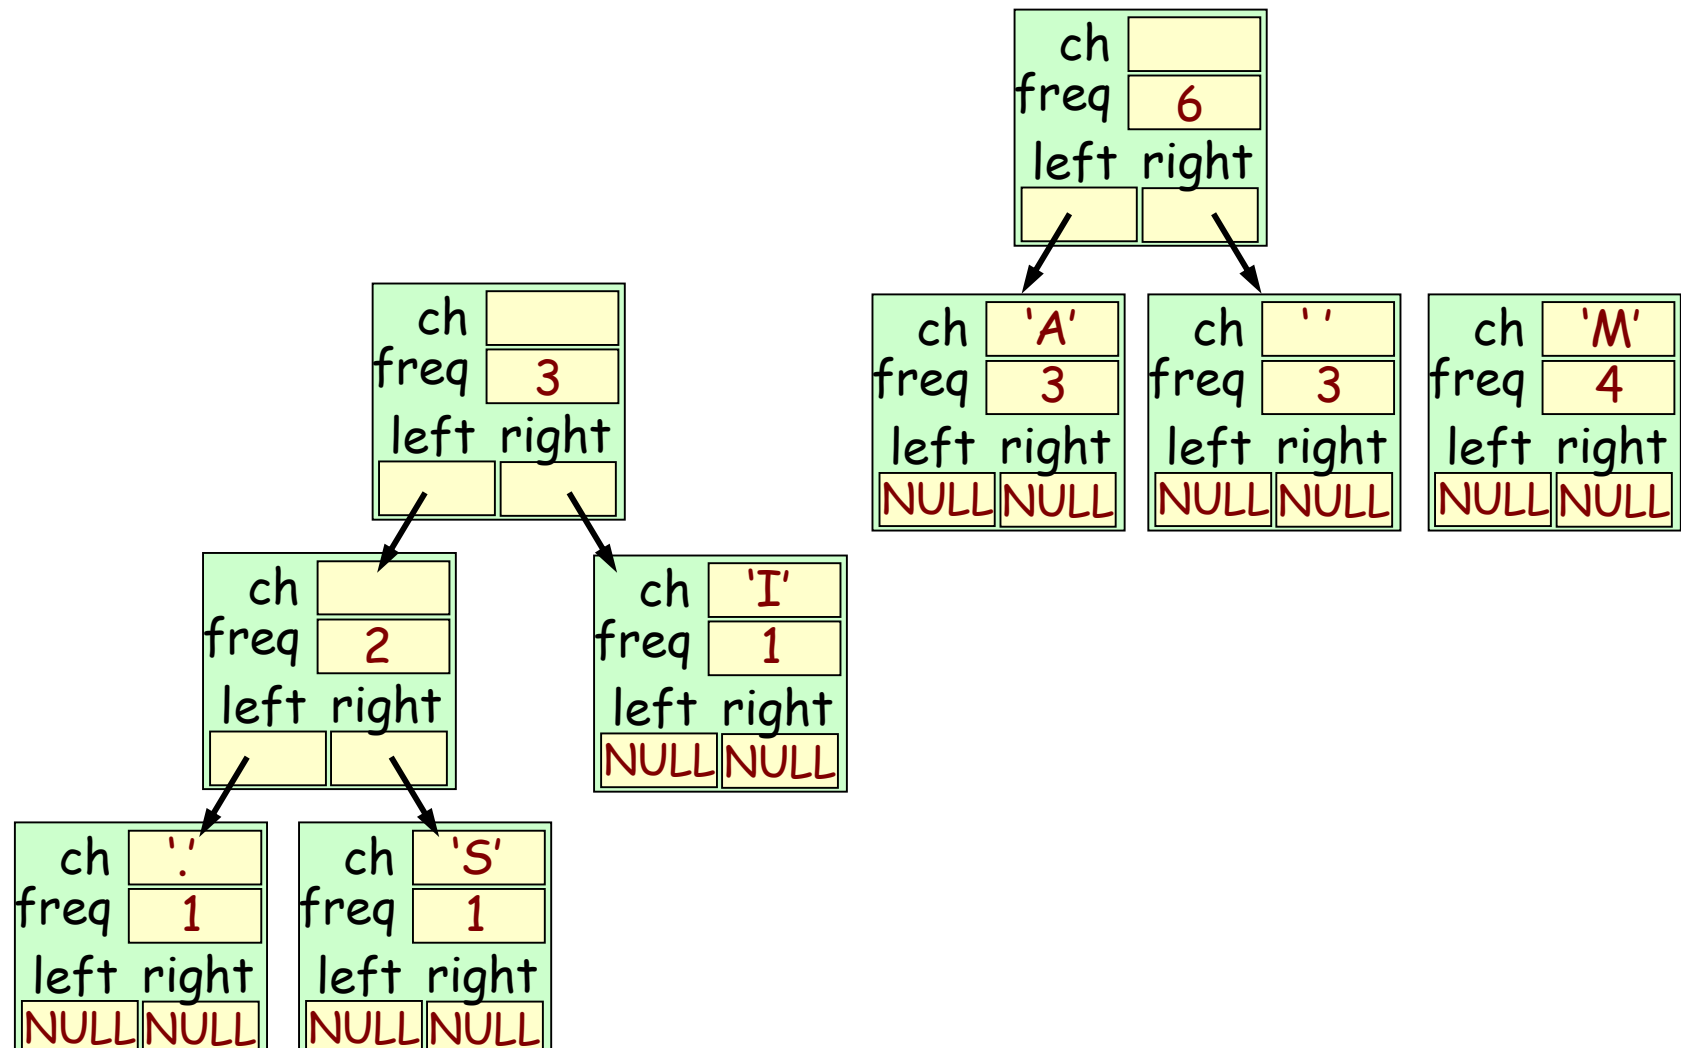 ch
freq 6
left right
ch
freq 3
left right
ch 'A'
freq 3
left right
NULL NULL
ch ' '
freq 3
left right
NULL NULL
ch 'M'
freq 4
left right
NULL NULL
ch
freq 2
left right
ch 'I'
freq 1
left right
NULL NULL
ch '.'
freq 1
left right
NULL NULL
ch 'S'
freq 1
left right
NULL NULL